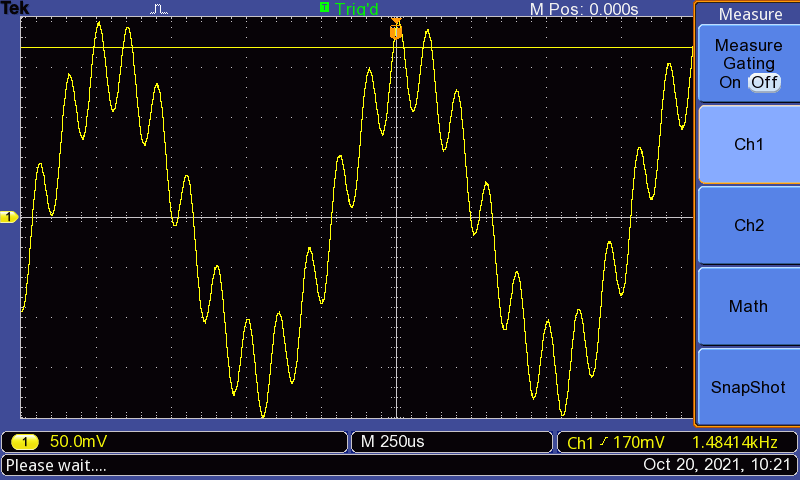 Tek
T Trig'd
M Pos: 0.000s
Measure
Measure
Gating
On Off
Ch1
Ch2
Math
SnapShot
1
1 50.0mV
M 250us
Ch1 170mV 1.48414kHz
Please wait....
Oct 20, 2021, 10:21